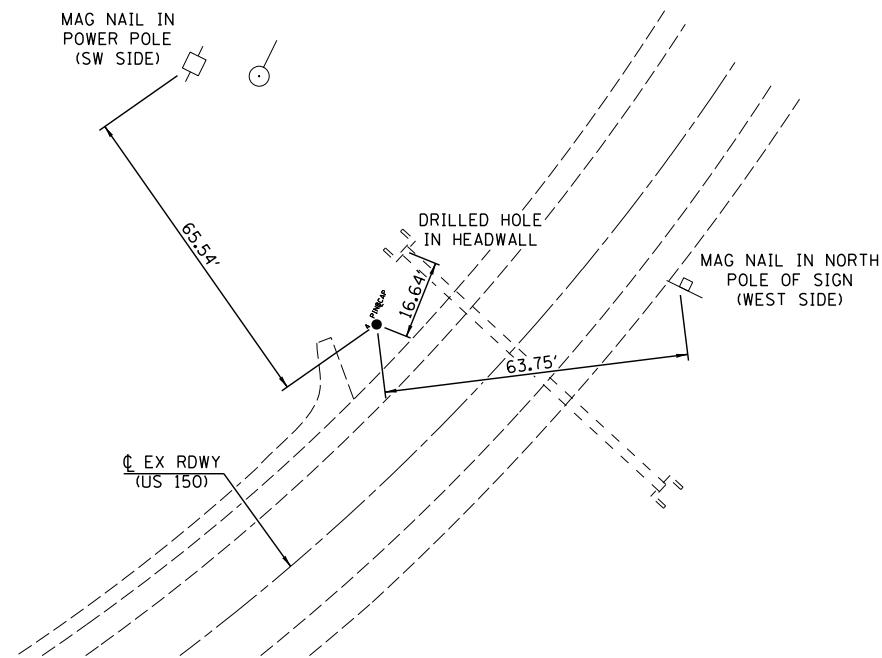 MAG NAIL IN
POWER POLE
(SW SIDE)
65.54'
DRILLED HOLE
IN HEADWALL
16.64'
MAG NAIL IN NORTH
POLE OF SIGN
(WEST SIDE)
63.75'
℄ EX RDWY
(US 150)